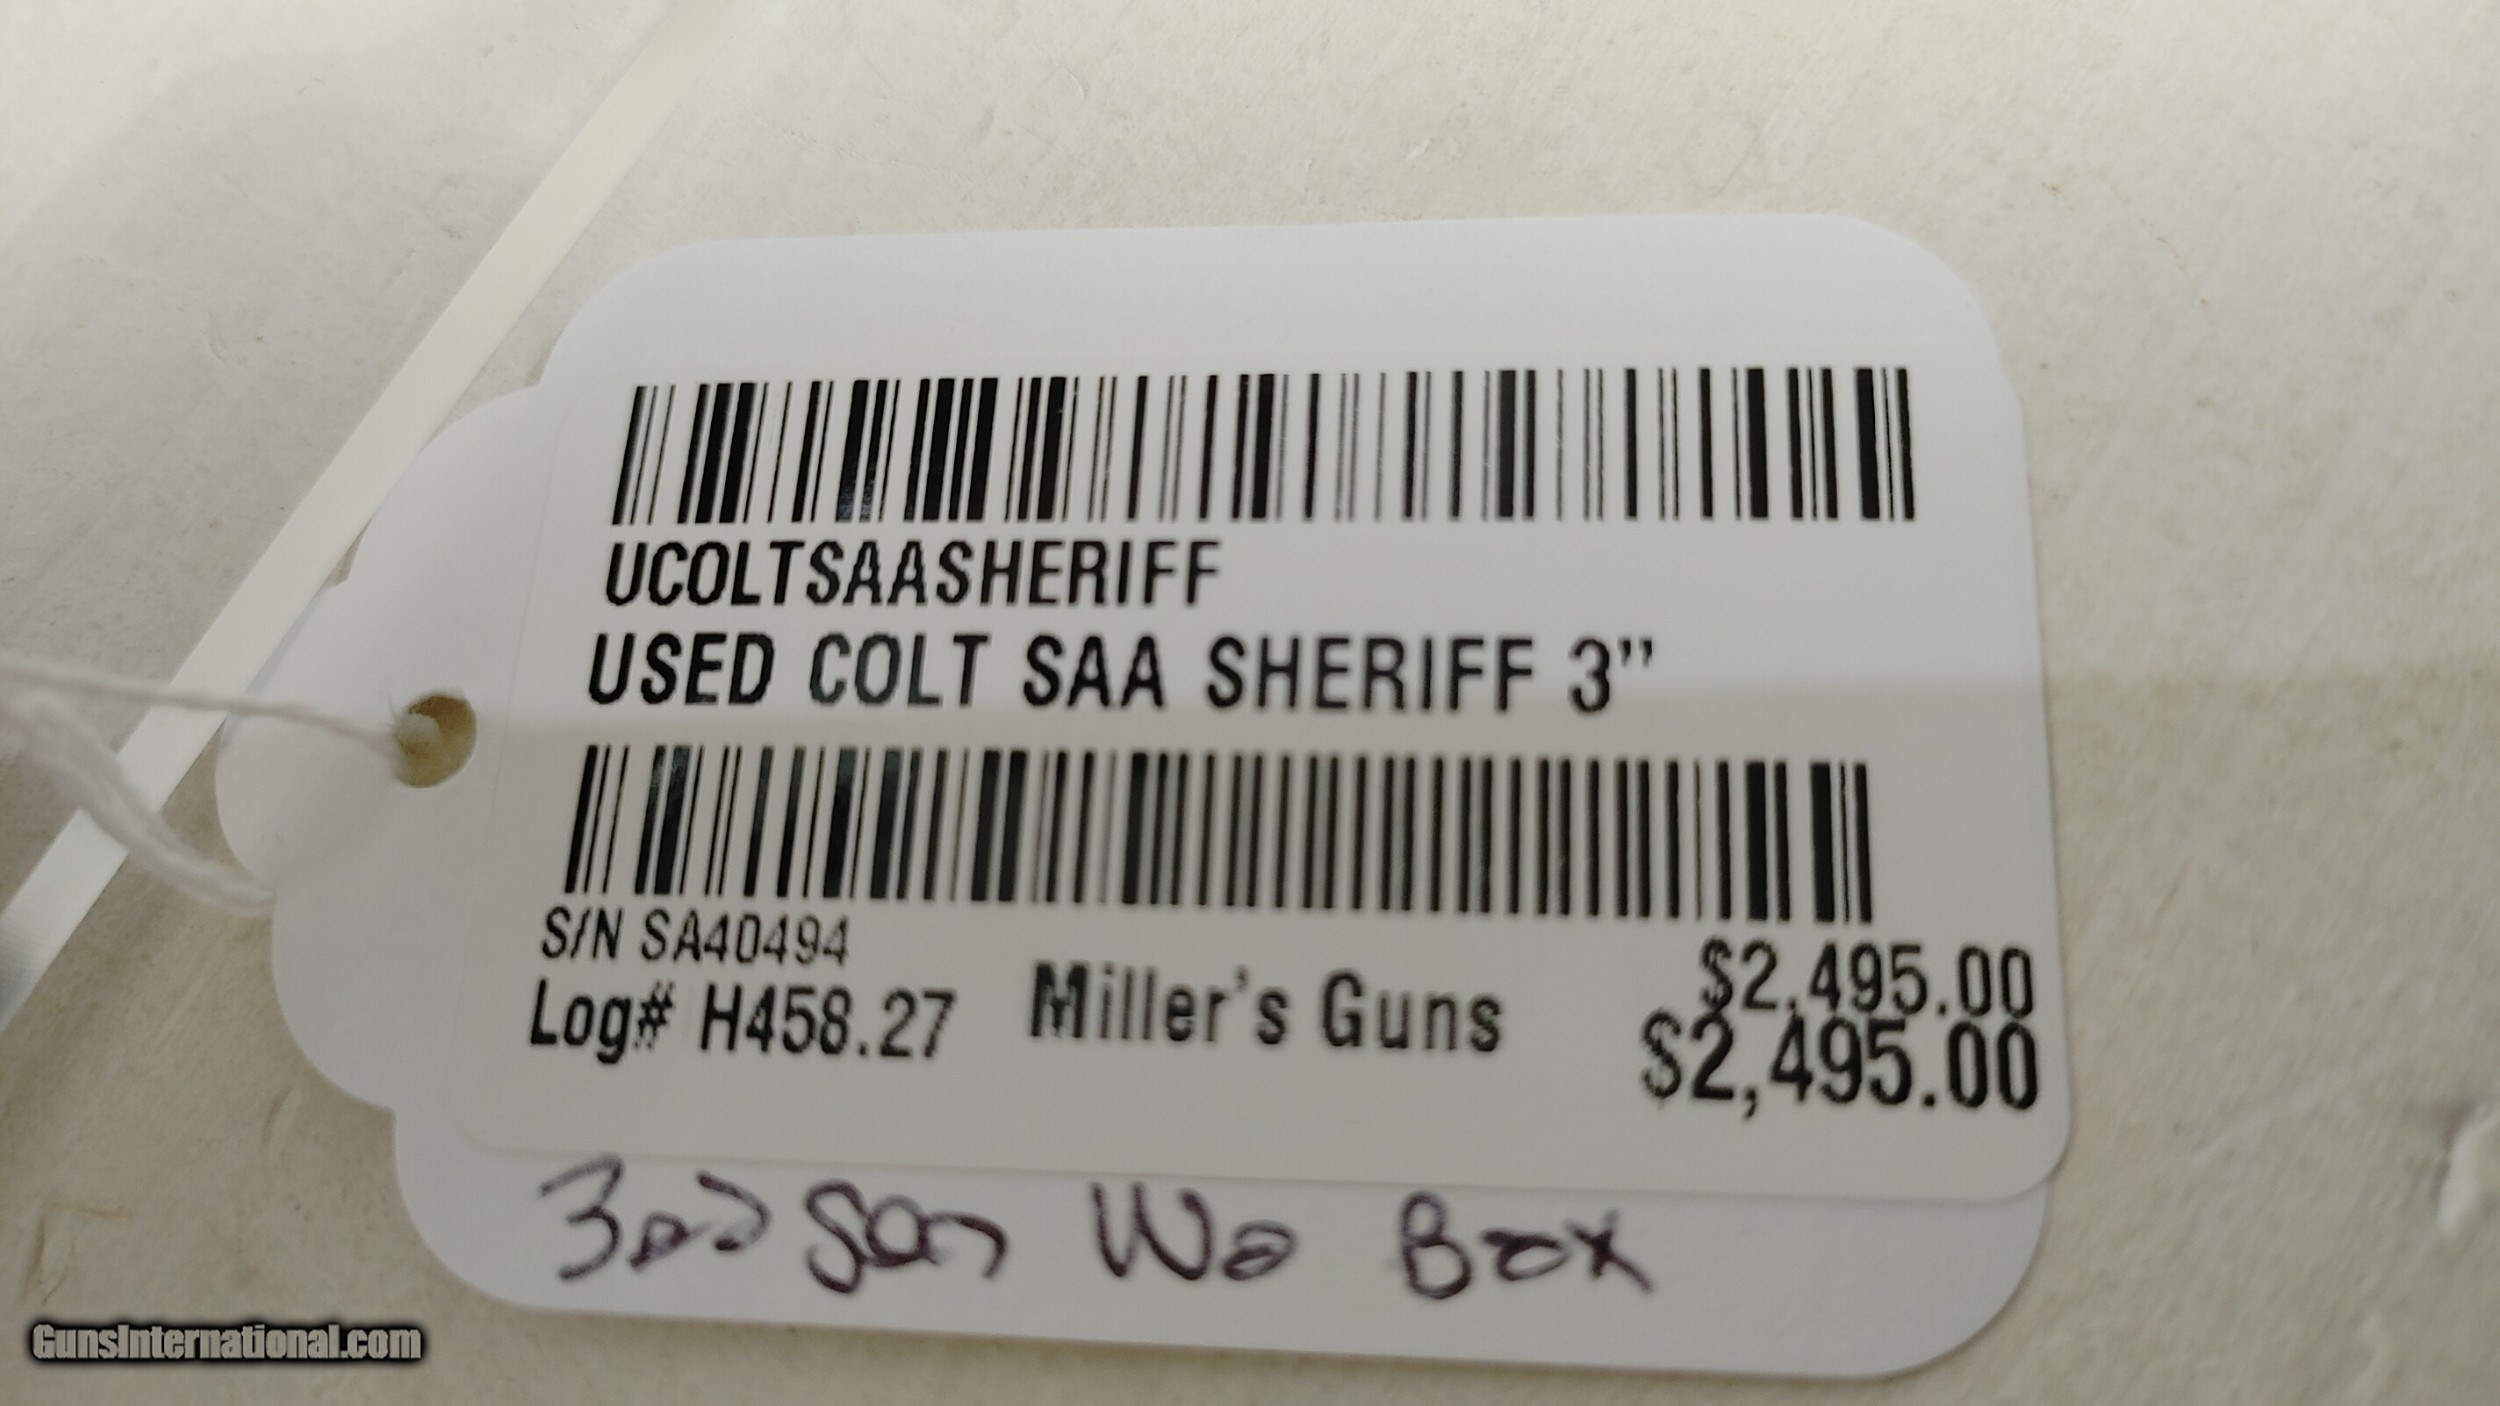 UCOLTSAASHERIFF
USED COLT SAA SHERIFF 3"
S/N SA40494
$2,495.00
Log# H458.27 Miller's Guns $2,495.00
3rd Gen Wo Box
GunsInternational.com